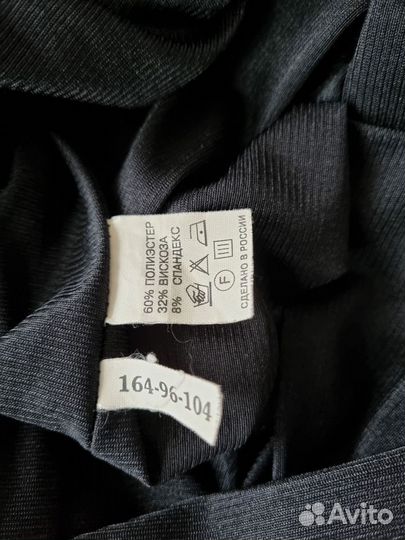 60% ПОЛИЭСТЕР
32% ВИСКОЗА
8% СПАНДЕКС
F
СДЕЛАНО В РОССИИ
164-96-104
Avito